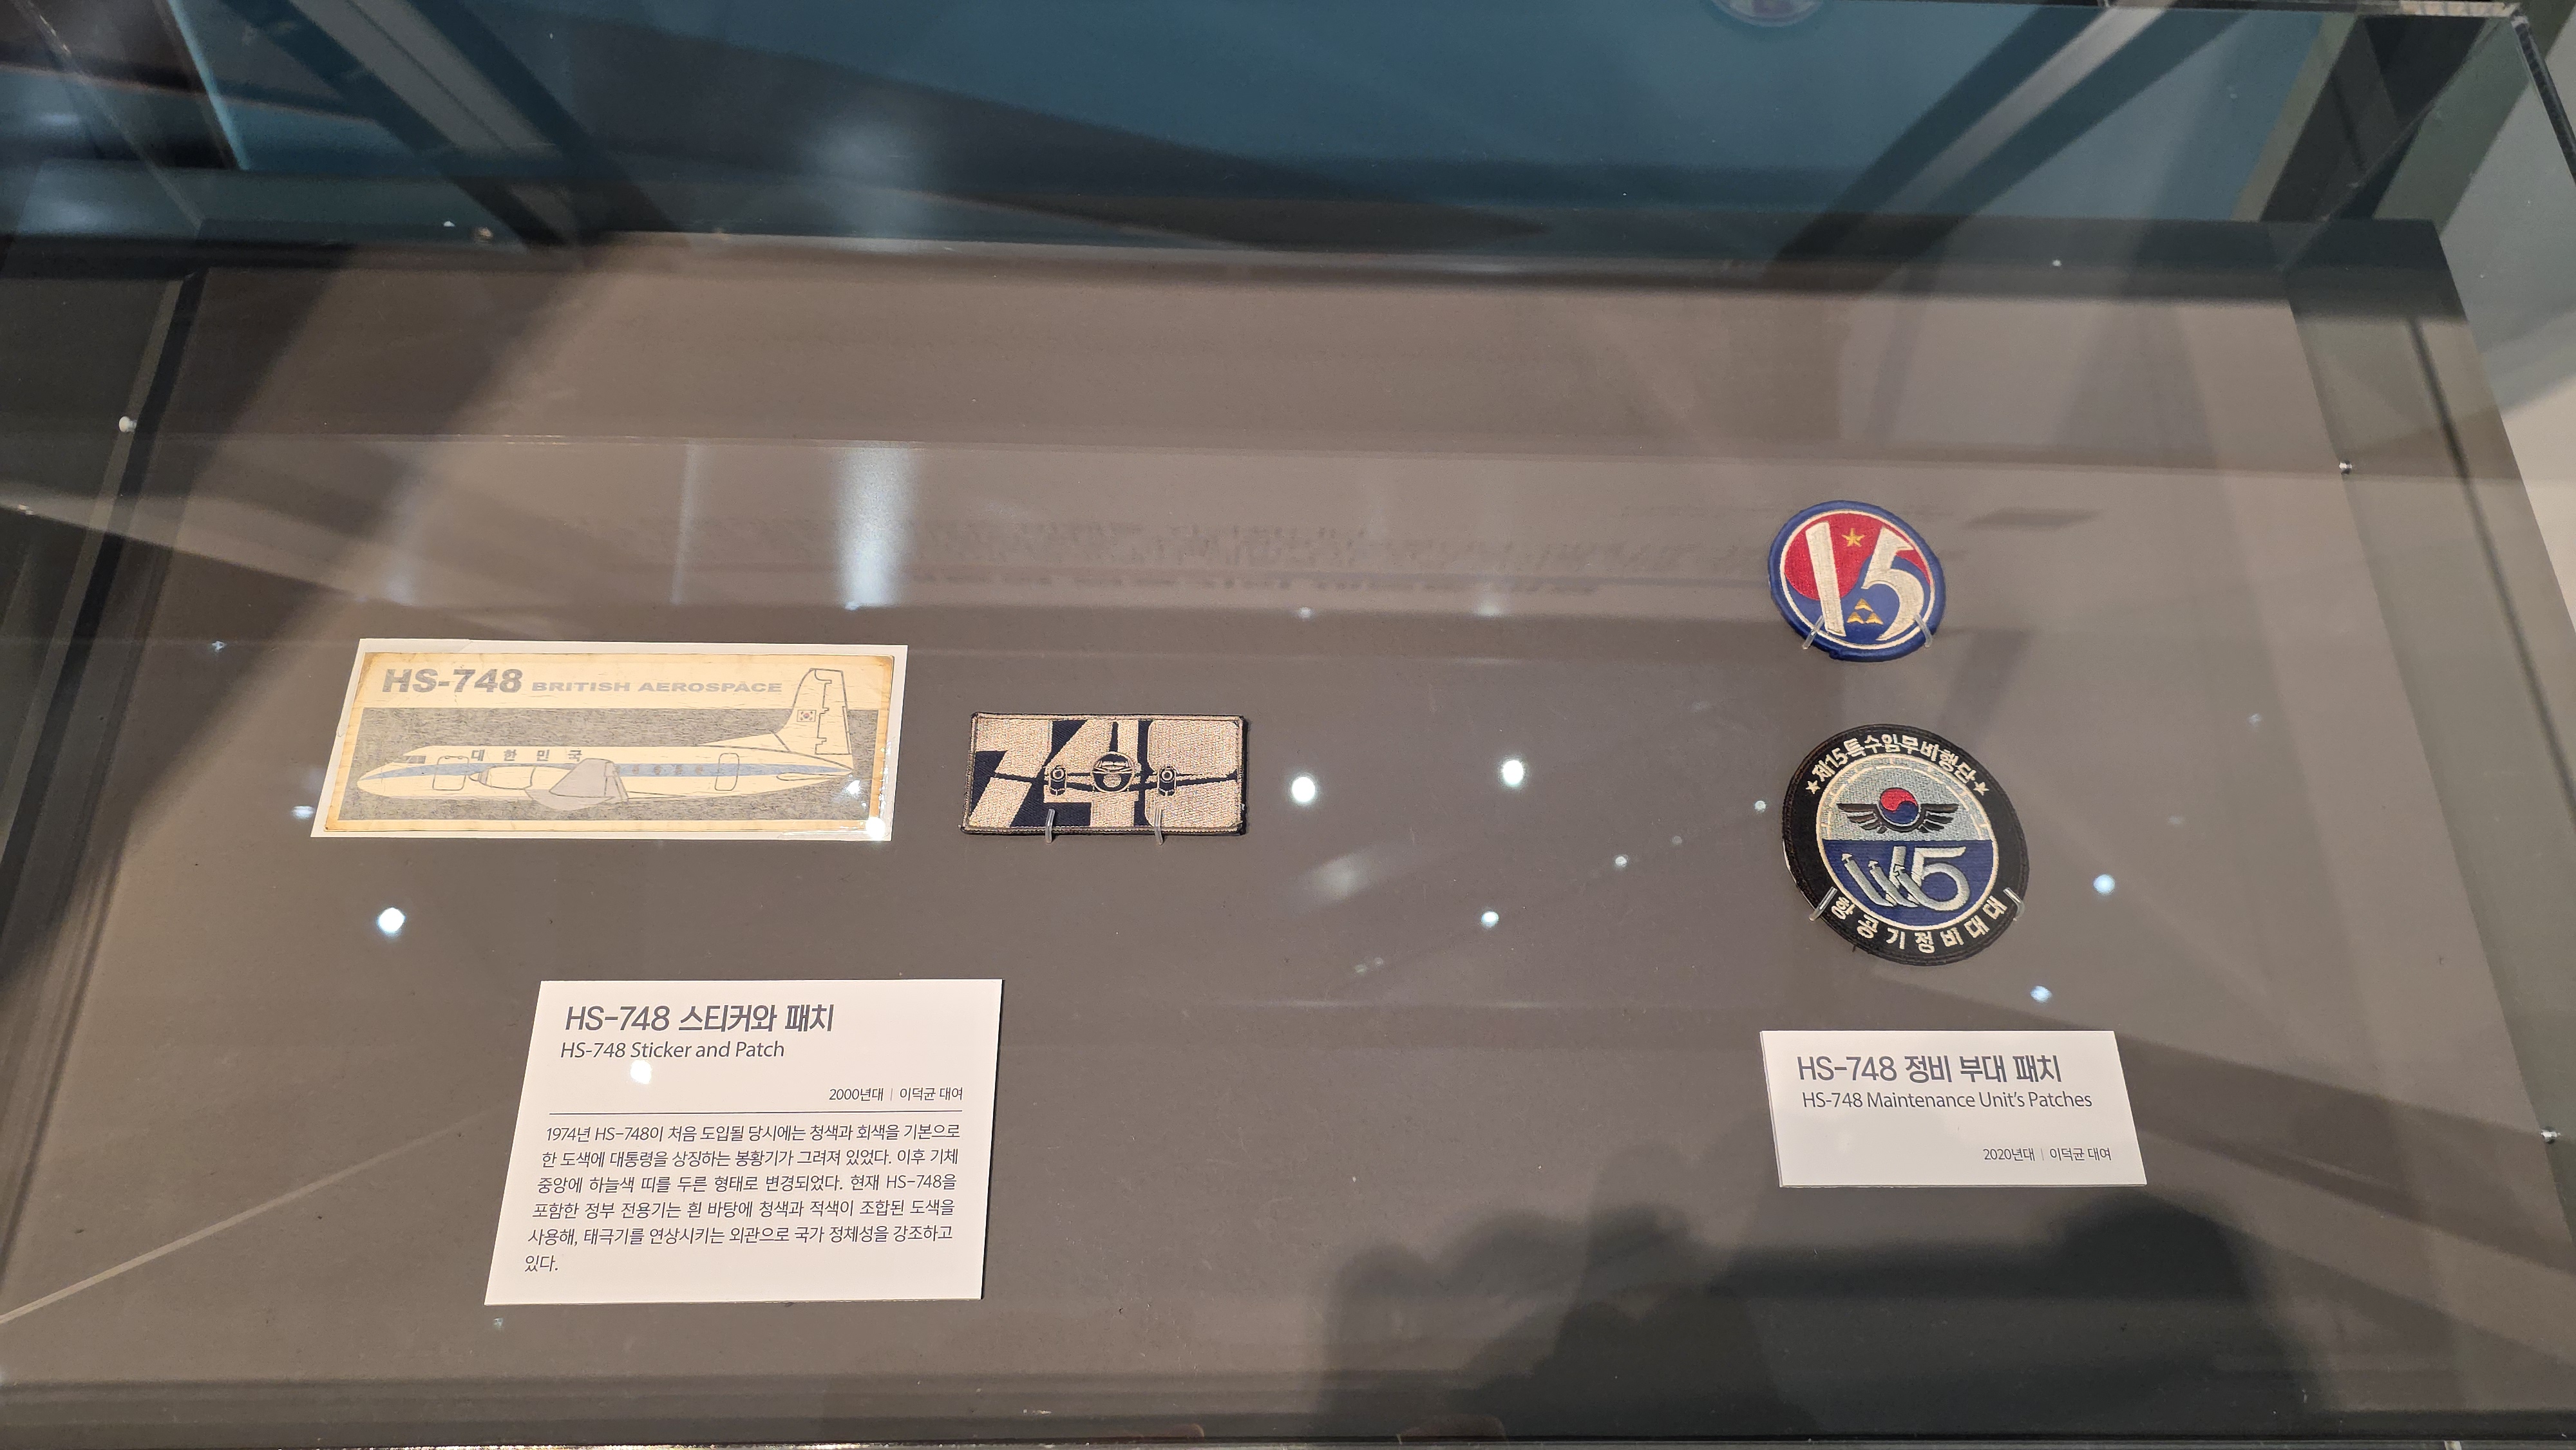 HS-748 BRITISH AEROSPACE
대한민국
748
15
제15특수임무비행단
15
항공기정비대대
HS-748 스티커와 패치
HS-748 Sticker and Patch
2000년대 | 이덕균 대여
1974년 HS-748이 처음 도입될 당시에는 청색과 회색을 기본으로
한 도색에 대통령을 상징하는 봉황기가 그려져 있었다. 이후 기체
중앙에 하늘색 띠를 두른 형태로 변경되었다. 현재 HS-748을
포함한 정부 전용기는 흰 바탕에 청색과 적색이 조합된 도색을
사용해, 태극기를 연상시키는 외관으로 국가 정체성을 강조하고
있다.
HS-748 정비 부대 패치
HS-748 Maintenance Unit's Patches
2020년대 | 이덕균 대여